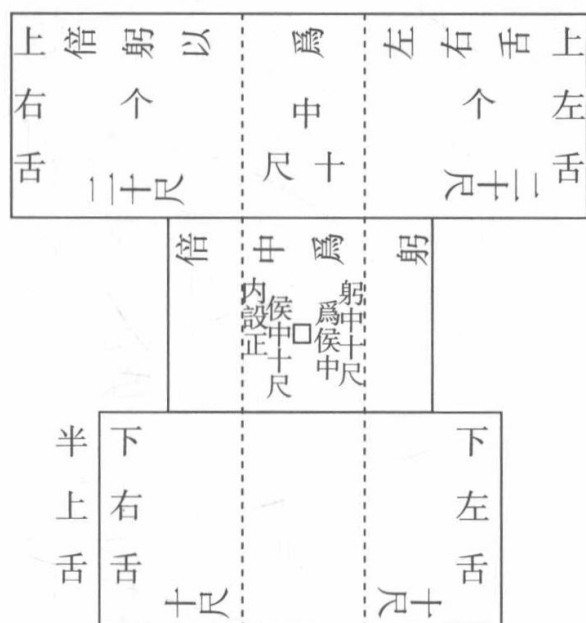 上左舌
倍躬以爲左右舌
上右舌
个
中
个
二十尺
十尺
二十尺
倍中爲躬
躬中十尺
爲侯中
侯中十尺
内設正
下左舌
十尺
十尺
下右舌
半上舌